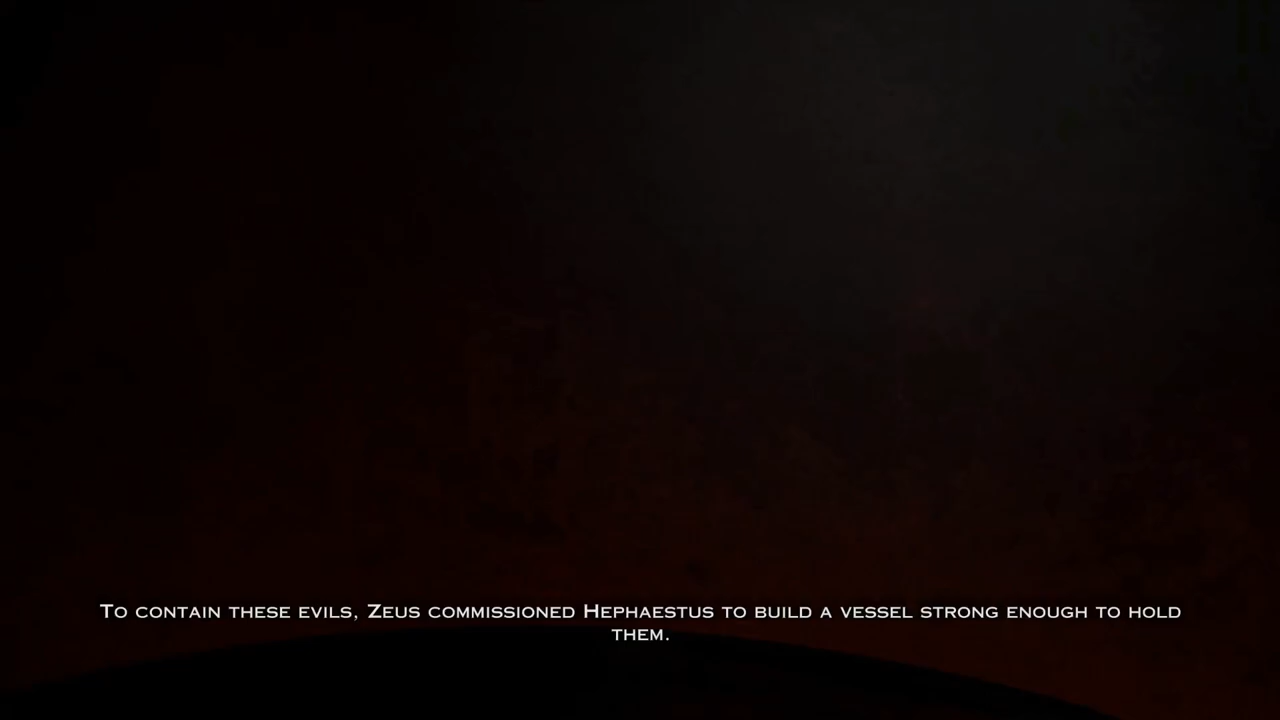 To contain these evils, Zeus commissioned Hephaestus to build a vessel strong enough to hold
them.